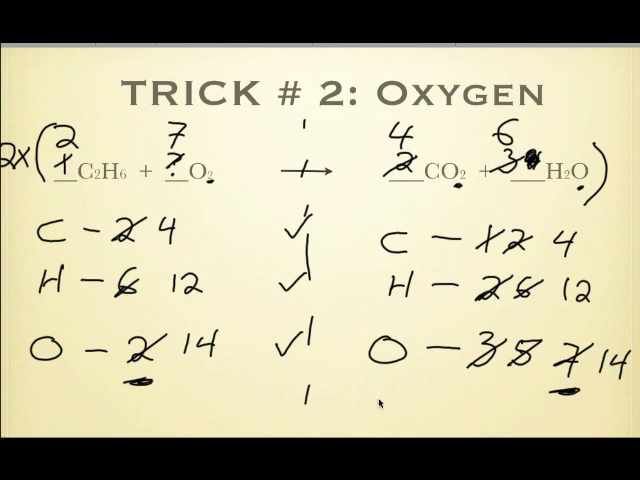 TRICK # 2: OXYGEN
2 7 4 6
2x( 1 ? 2 3 )
__C2H6 + __O2 → __CO2 + __H2O
C - 2 4 ✓ C - 1 2 4
H - 6 12 ✓ H - 2 6 12
O - 2 14 ✓ O - 3 5 7 14